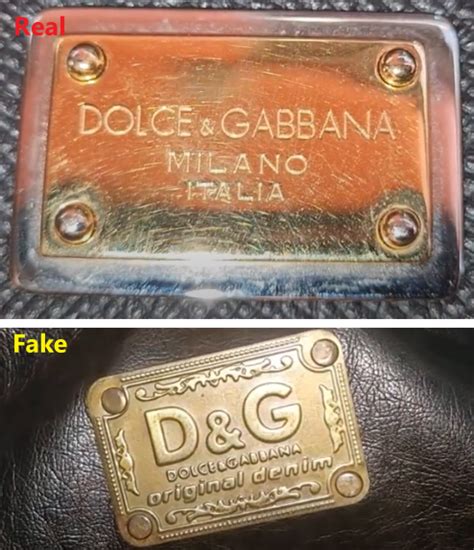 Real
DOLCE & GABBANA
MILANO
ITALIA
Fake
D&G
DOLCE&GABBANA
original denim